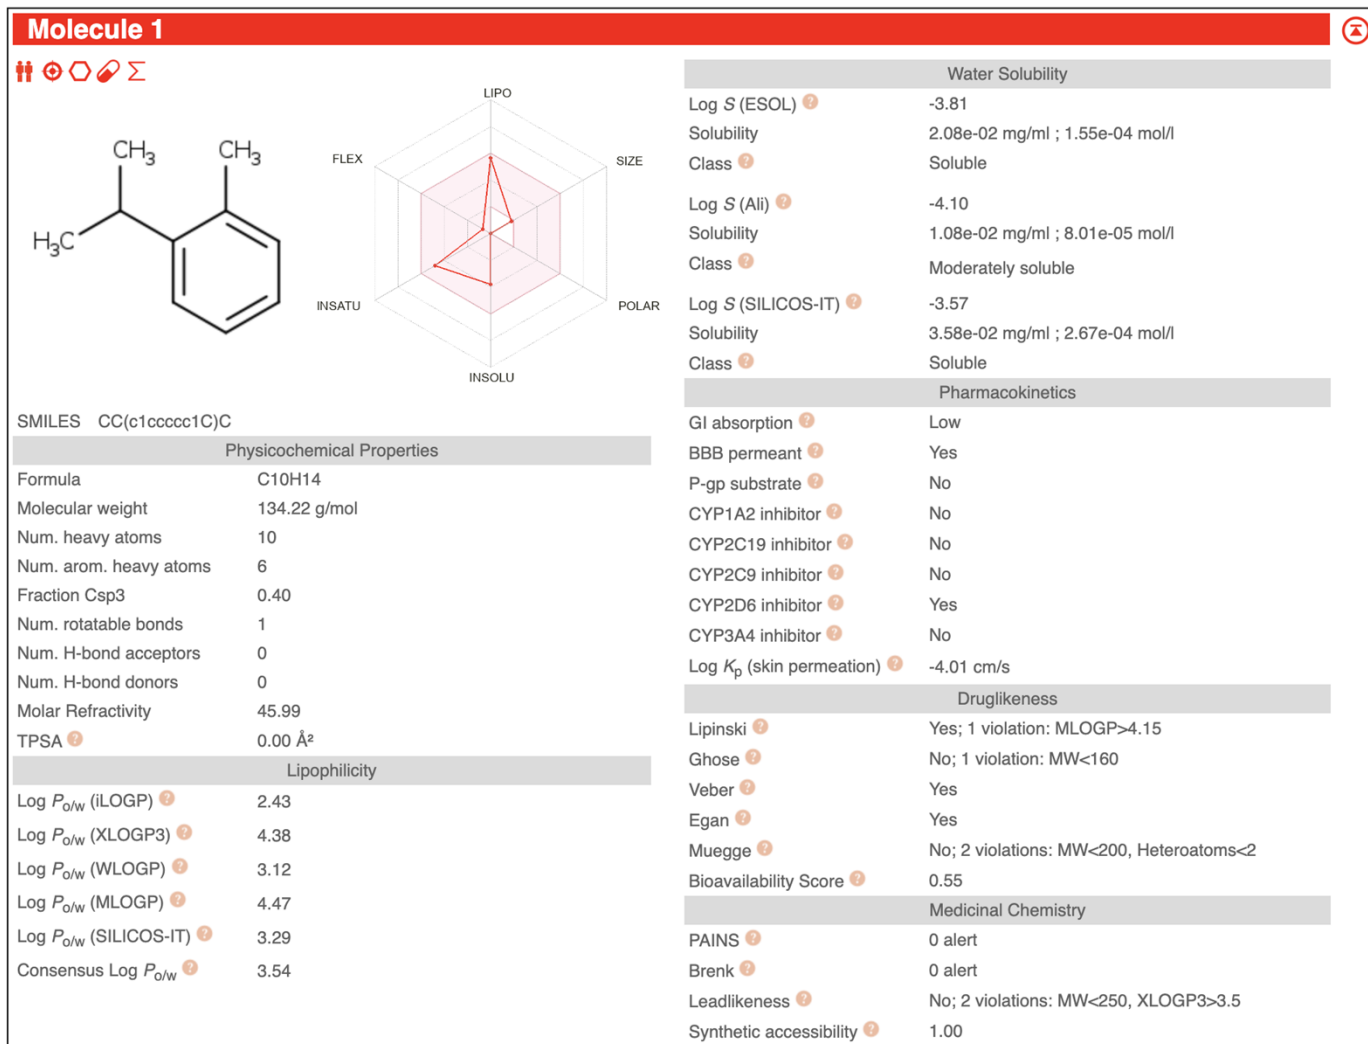 Molecule 1
CH3 CH3
H3C
LIPO
FLEX SIZE
INSATU POLAR
INSOLU
SMILES CC(c1ccccc1C)C
Physicochemical Properties
Formula C10H14
Molecular weight 134.22 g/mol
Num. heavy atoms 10
Num. arom. heavy atoms 6
Fraction Csp3 0.40
Num. rotatable bonds 1
Num. H-bond acceptors 0
Num. H-bond donors 0
Molar Refractivity 45.99
TPSA ? 0.00 Å²
Lipophilicity
Log Po/w (iLOGP) ? 2.43
Log Po/w (XLOGP3) ? 4.38
Log Po/w (WLOGP) ? 3.12
Log Po/w (MLOGP) ? 4.47
Log Po/w (SILICOS-IT) ? 3.29
Consensus Log Po/w ? 3.54
Water Solubility
Log S (ESOL) ? -3.81
Solubility 2.08e-02 mg/ml ; 1.55e-04 mol/l
Class ? Soluble
Log S (Ali) ? -4.10
Solubility 1.08e-02 mg/ml ; 8.01e-05 mol/l
Class ? Moderately soluble
Log S (SILICOS-IT) ? -3.57
Solubility 3.58e-02 mg/ml ; 2.67e-04 mol/l
Class ? Soluble
Pharmacokinetics
GI absorption ? Low
BBB permeant ? Yes
P-gp substrate ? No
CYP1A2 inhibitor ? No
CYP2C19 inhibitor ? No
CYP2C9 inhibitor ? No
CYP2D6 inhibitor ? Yes
CYP3A4 inhibitor ? No
Log Kp (skin permeation) ? -4.01 cm/s
Druglikeness
Lipinski ? Yes; 1 violation: MLOGP>4.15
Ghose ? No; 1 violation: MW<160
Veber ? Yes
Egan ? Yes
Muegge ? No; 2 violations: MW<200, Heteroatoms<2
Bioavailability Score ? 0.55
Medicinal Chemistry
PAINS ? 0 alert
Brenk ? 0 alert
Leadlikeness ? No; 2 violations: MW<250, XLOGP3>3.5
Synthetic accessibility ? 1.00